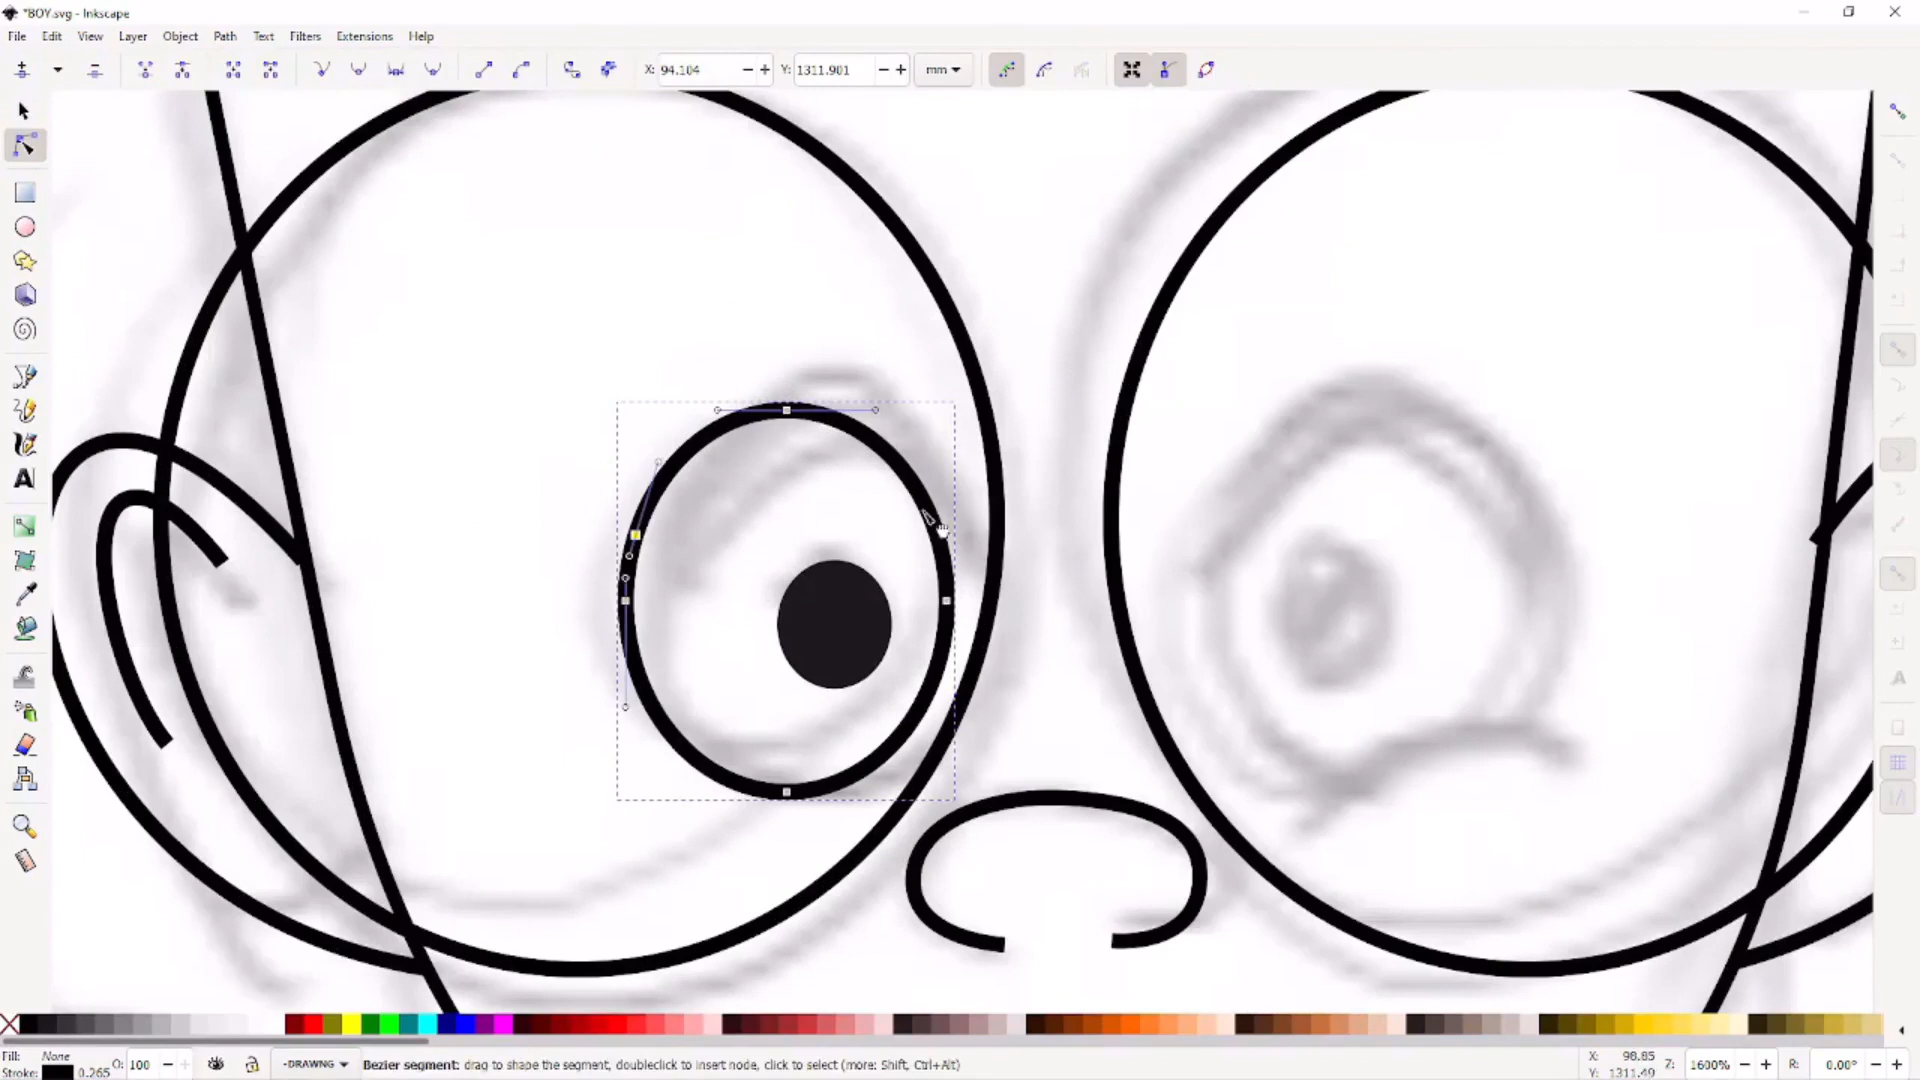 *BOY.svg - Inkscape
File Edit View Layer Object Path Text Filters Extensions Help
X: 94.104 − + Y: 1311.901 − + mm
Fill: None O: 100 − + -DRAWNG Bezier segment: drag to shape the segment, doubleclick to insert node, click to select (more: Shift, Ctrl+Alt) X: 98.85 Z: 1600% − + R: 0.00° − +
Stroke: 0.265 Y: 1311.49